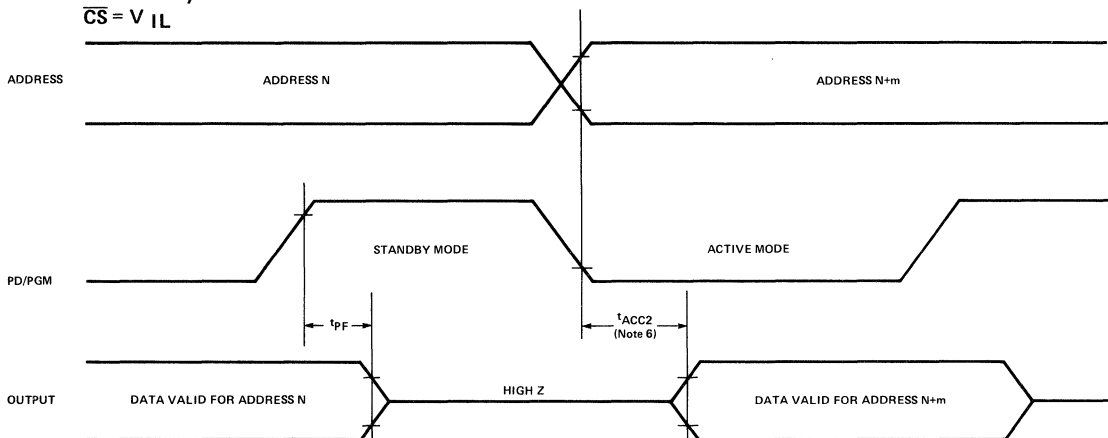 CS = V IL
ADDRESS
ADDRESS N
ADDRESS N+m
PD/PGM
STANDBY MODE
ACTIVE MODE
tPF
tACC2
(Note 6)
OUTPUT
DATA VALID FOR ADDRESS N
HIGH Z
DATA VALID FOR ADDRESS N+m